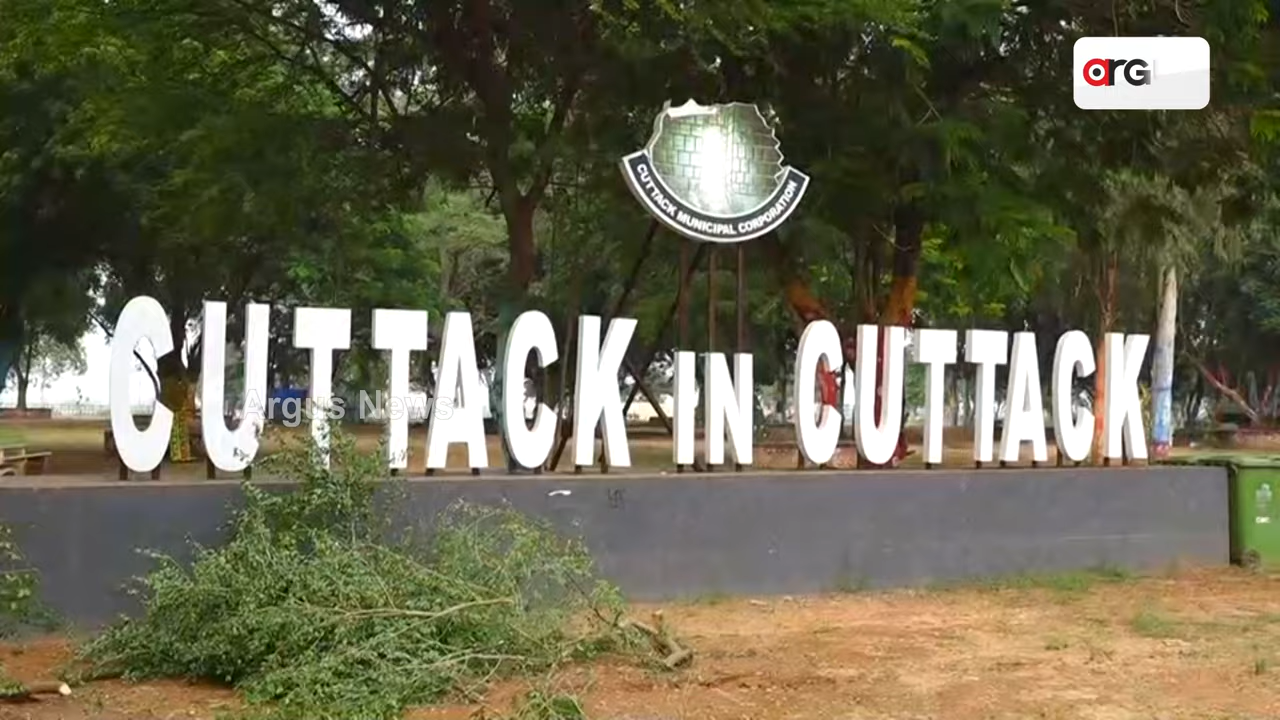 arG
CUTTACK MUNICIPAL CORPORATION
CUTTACK IN CUTTACK
Argus News